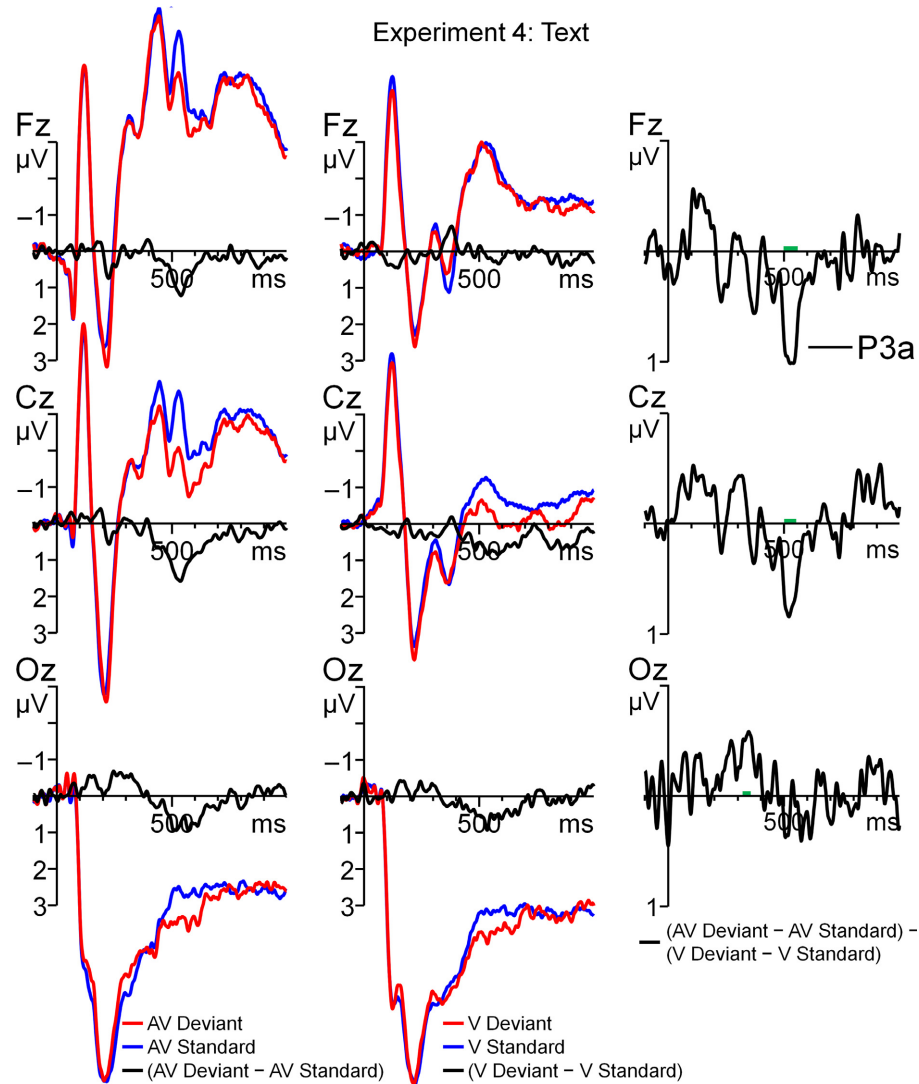 Experiment 4: Text
Fz
µV
–1
1
2
3
500
ms
Fz
µV
–1
1
2
3
500
ms
Fz
µV
1
500
ms
P3a
Cz
µV
–1
1
2
3
500
ms
Cz
µV
–1
1
2
3
500
ms
Cz
µV
1
500
ms
Oz
µV
–1
1
2
3
500
ms
Oz
µV
–1
1
2
3
500
ms
Oz
µV
1
500
ms
AV Deviant
AV Standard
(AV Deviant − AV Standard)
V Deviant
V Standard
(V Deviant − V Standard)
(AV Deviant − AV Standard) −
(V Deviant − V Standard)